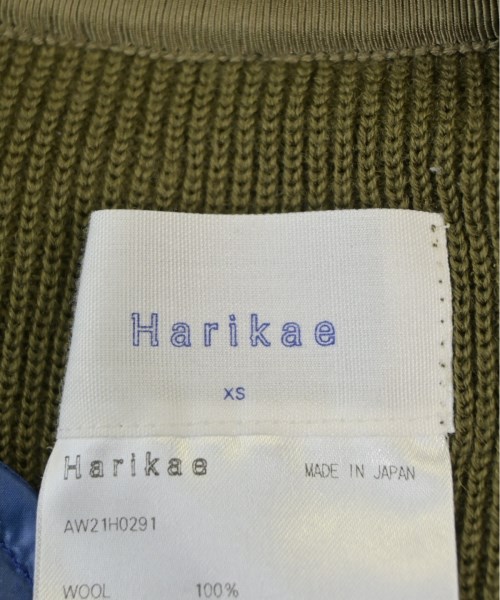 Harikae
XS
Harikae MADE IN JAPAN
AW21H0291
WOOL 100%